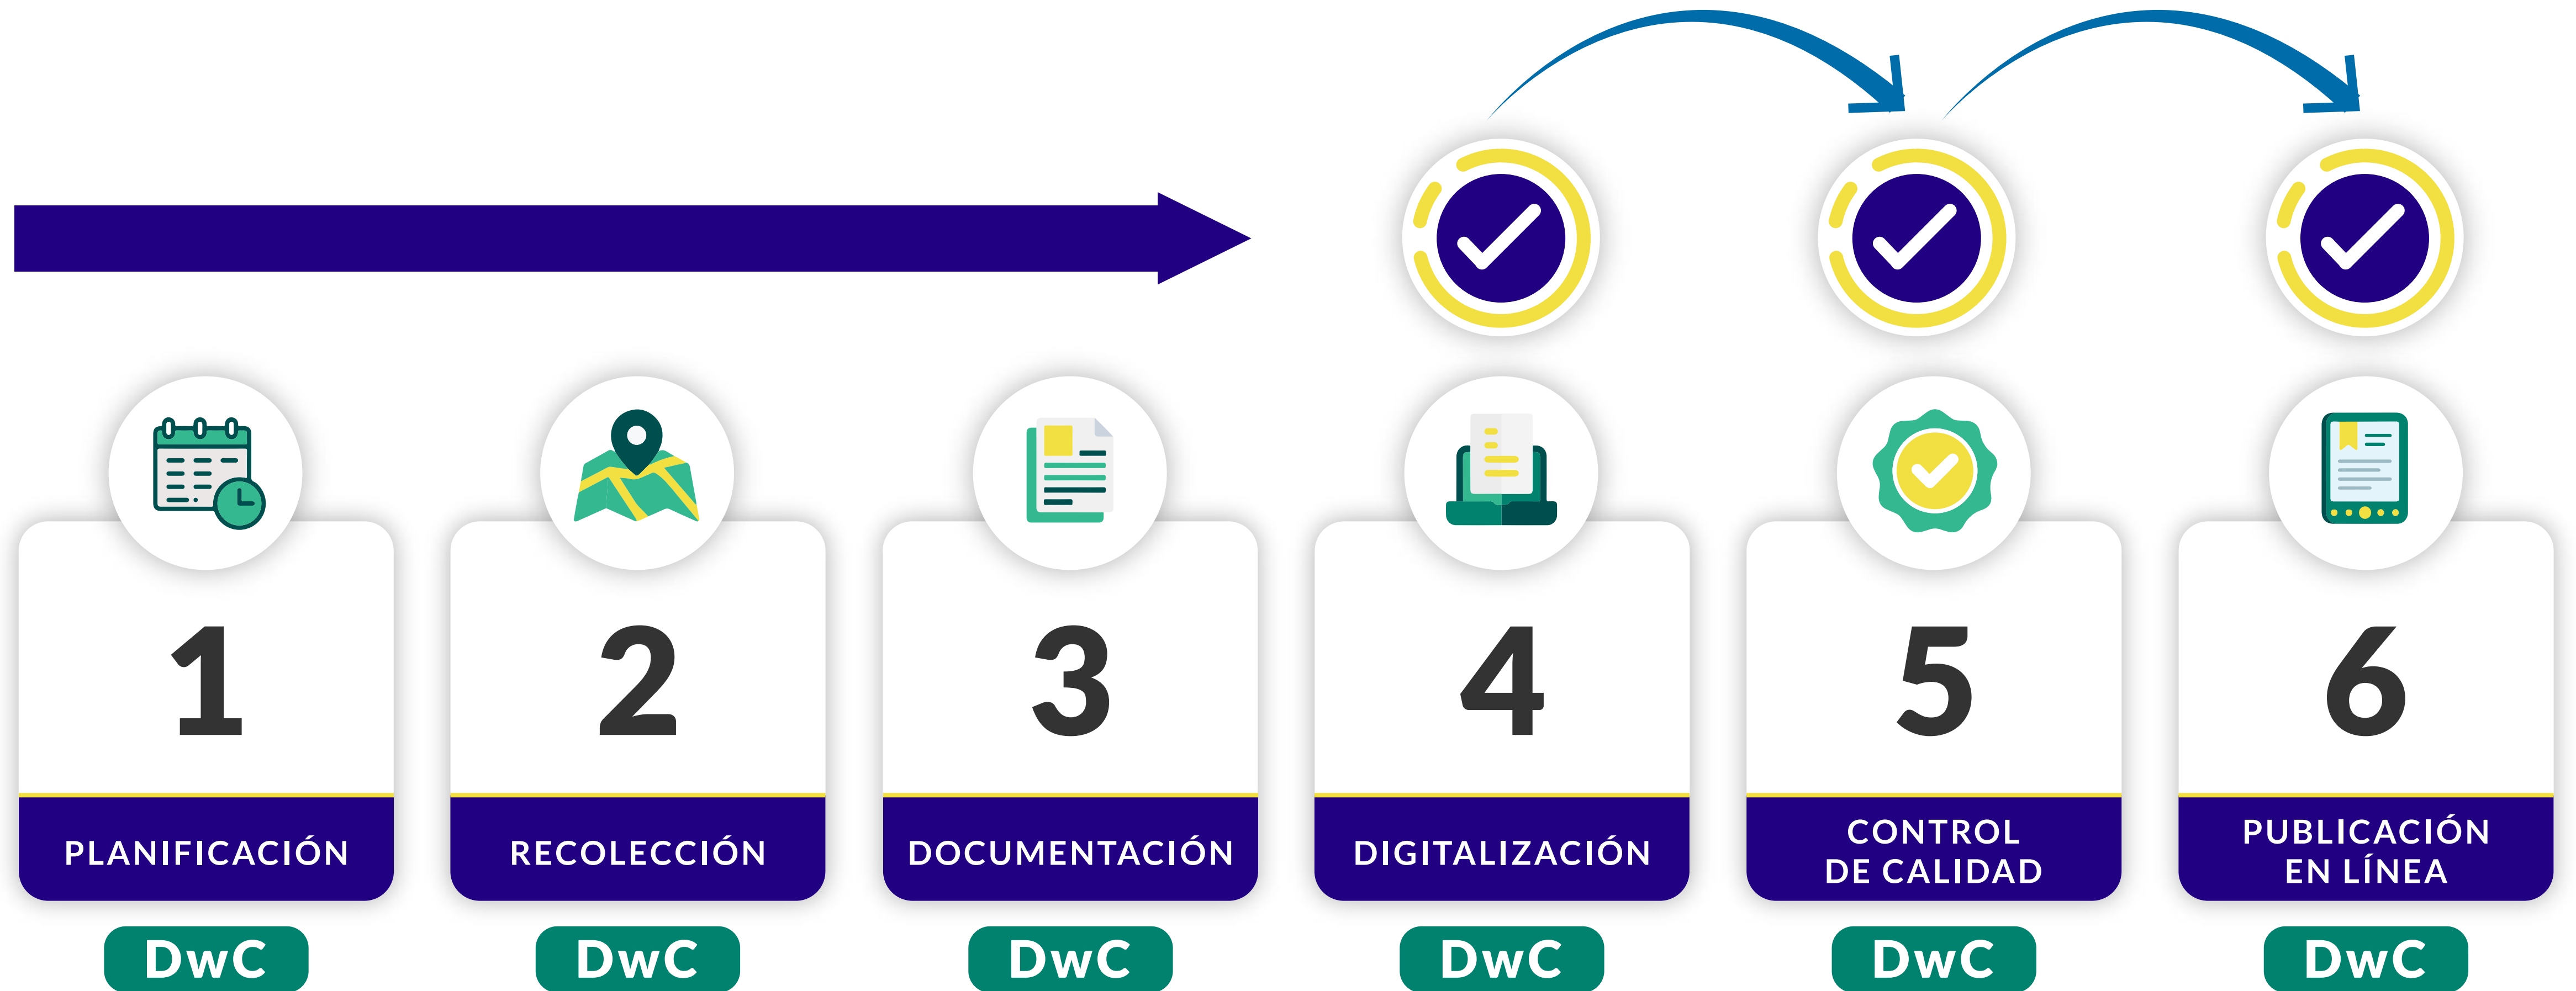 1
2
3
4
5
6
PLANIFICACIÓN
RECOLECCIÓN
DOCUMENTACIÓN
DIGITALIZACIÓN
CONTROL
DE CALIDAD
PUBLICACIÓN
EN LÍNEA
DwC
DwC
DwC
DwC
DwC
DwC